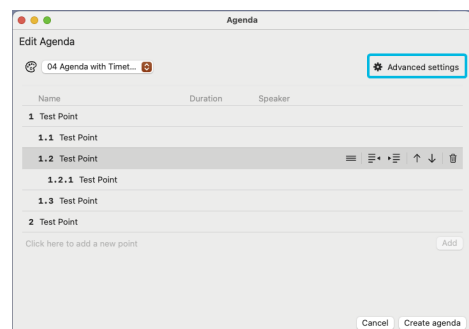 Agenda
Edit Agenda
04 Agenda with Timet...
Advanced settings
Name Duration Speaker
1 Test Point
1.1 Test Point
1.2 Test Point
1.2.1 Test Point
1.3 Test Point
2 Test Point
Click here to add a new point Add
Cancel Create agenda